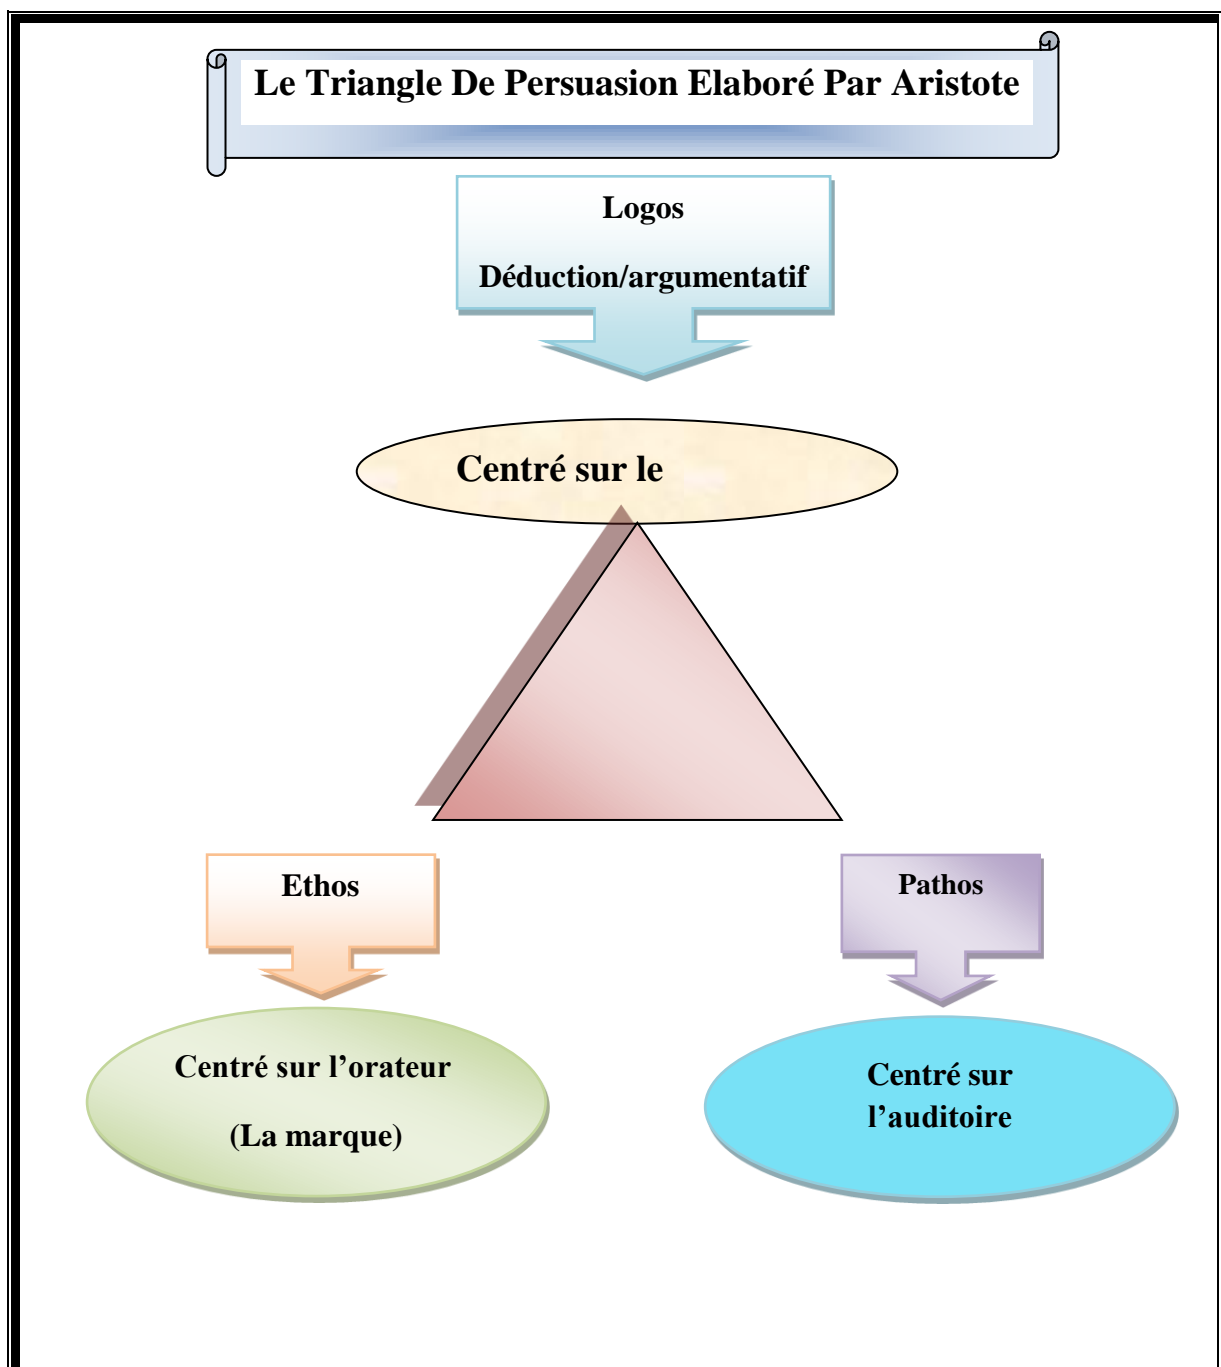 Le Triangle De Persuasion Elaboré Par Aristote
Logos
Déduction/argumentatif
Centré sur le
Ethos
Pathos
Centré sur l’orateur
(La marque)
Centré sur
l’auditoire